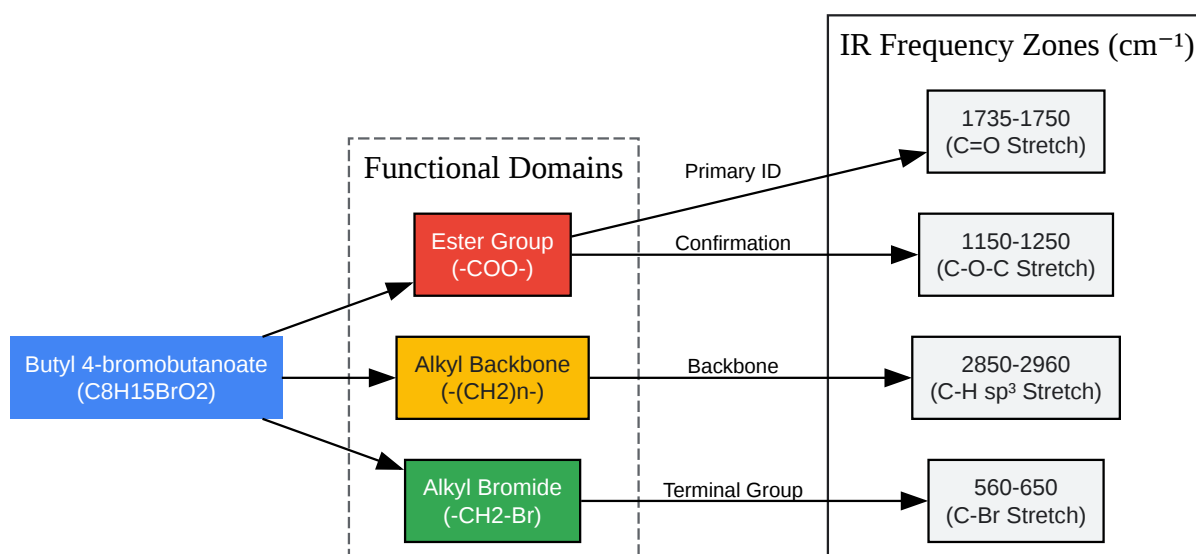 IR Frequency Zones (cm⁻¹)
1735-1750
(C=O Stretch)
Functional Domains
Primary ID
Ester Group
(-COO-)
Confirmation
1150-1250
(C-O-C Stretch)
Butyl 4-bromobutanoate
(C8H15BrO2)
Alkyl Backbone
(-(CH2)n-)
Backbone
2850-2960
(C-H sp³ Stretch)
Alkyl Bromide
(-CH2-Br)
Terminal Group
560-650
(C-Br Stretch)